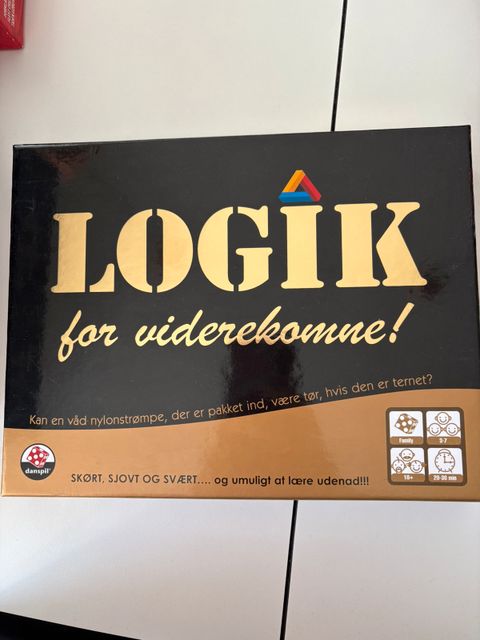 LOGIK
for viderekomne!
Kan en våd nylonstrømpe, der er pakket ind, være tør, hvis den er ternet?
Family
3-7
danspil
SKØRT, SJOVT OG SVÆRT.... og umuligt at lære udenad!!!
16+
20-30 min